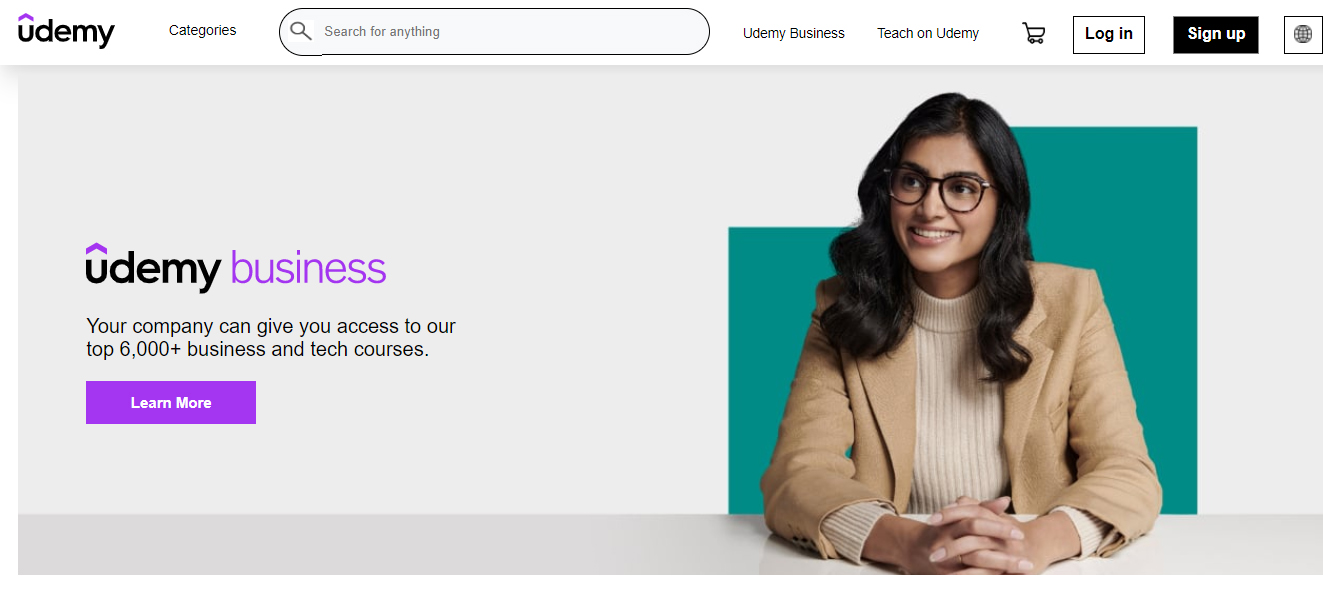 udemy
Categories
Search for anything
Udemy Business
Teach on Udemy
Log in
Sign up
udemy business
Your company can give you access to our
top 6,000+ business and tech courses.
Learn More